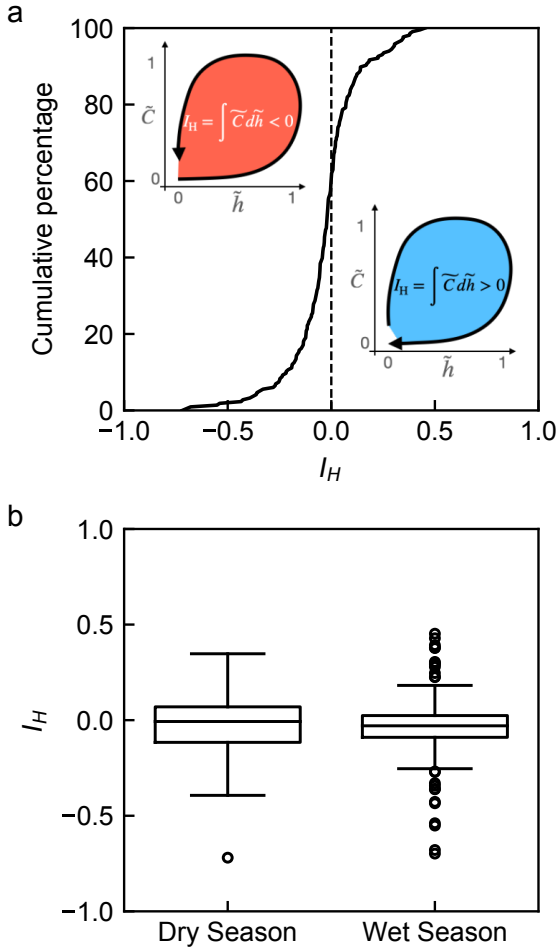 a
100
80
60
40
20
0
Cumulative percentage
−1.0 −0.5 0.0 0.5 1.0
I_H
1
C̃
0
0 h̃ 1
I_H = ∫ C̃ dh̃ < 0
1
C̃
0
0 h̃ 1
I_H = ∫ C̃ dh̃ > 0
b
1.0
0.5
0.0
−0.5
−1.0
I_H
Dry Season Wet Season